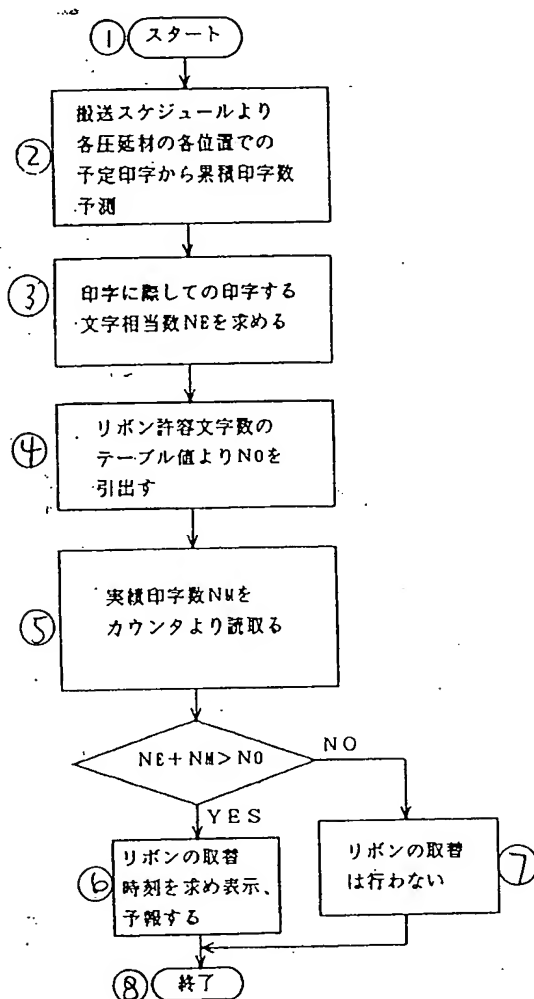 ① スタート
② 搬送スケジュールより
各圧延材の各位置での
予定印字から累積印字数
予測
③ 印字に際しての印字する
文字相当数NEを求める
④ リボン許容文字数の
テーブル値よりNOを
引出す
⑤ 実積印字数NMを
カウンタより読取る
NE+NM>NO
NO
YES
⑥ リボンの取替
時刻を求め表示、
予報する
リボンの取替
は行わない ⑦
⑧ 終了